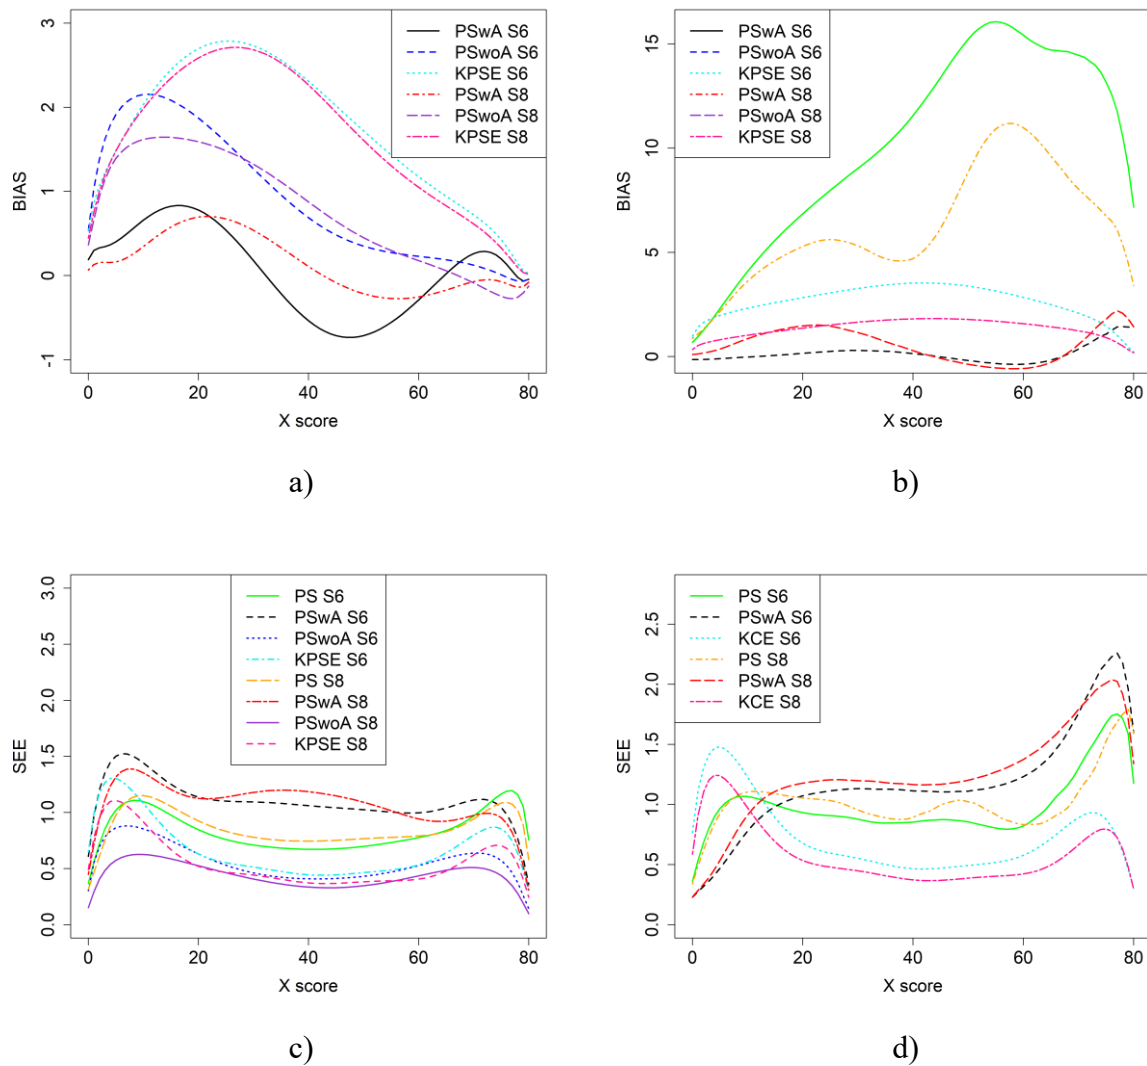 BIAS
3
2
1
0
-1
PSwA S6
PSwoA S6
KPSE S6
PSwA S8
PSwoA S8
KPSE S8
0 20 40 60 80
X score
a)
BIAS
15
10
5
0
PSwA S6
PSwoA S6
KPSE S6
PSwA S8
PSwoA S8
KPSE S8
0 20 40 60 80
X score
b)
SEE
3.0
2.5
2.0
1.5
1.0
0.5
0.0
PS S6
PSwA S6
PSwoA S6
KPSE S6
PS S8
PSwA S8
PSwoA S8
KPSE S8
0 20 40 60 80
X score
c)
SEE
2.5
2.0
1.5
1.0
0.5
0.0
PS S6
PSwA S6
KCE S6
PS S8
PSwA S8
KCE S8
0 20 40 60 80
X score
d)